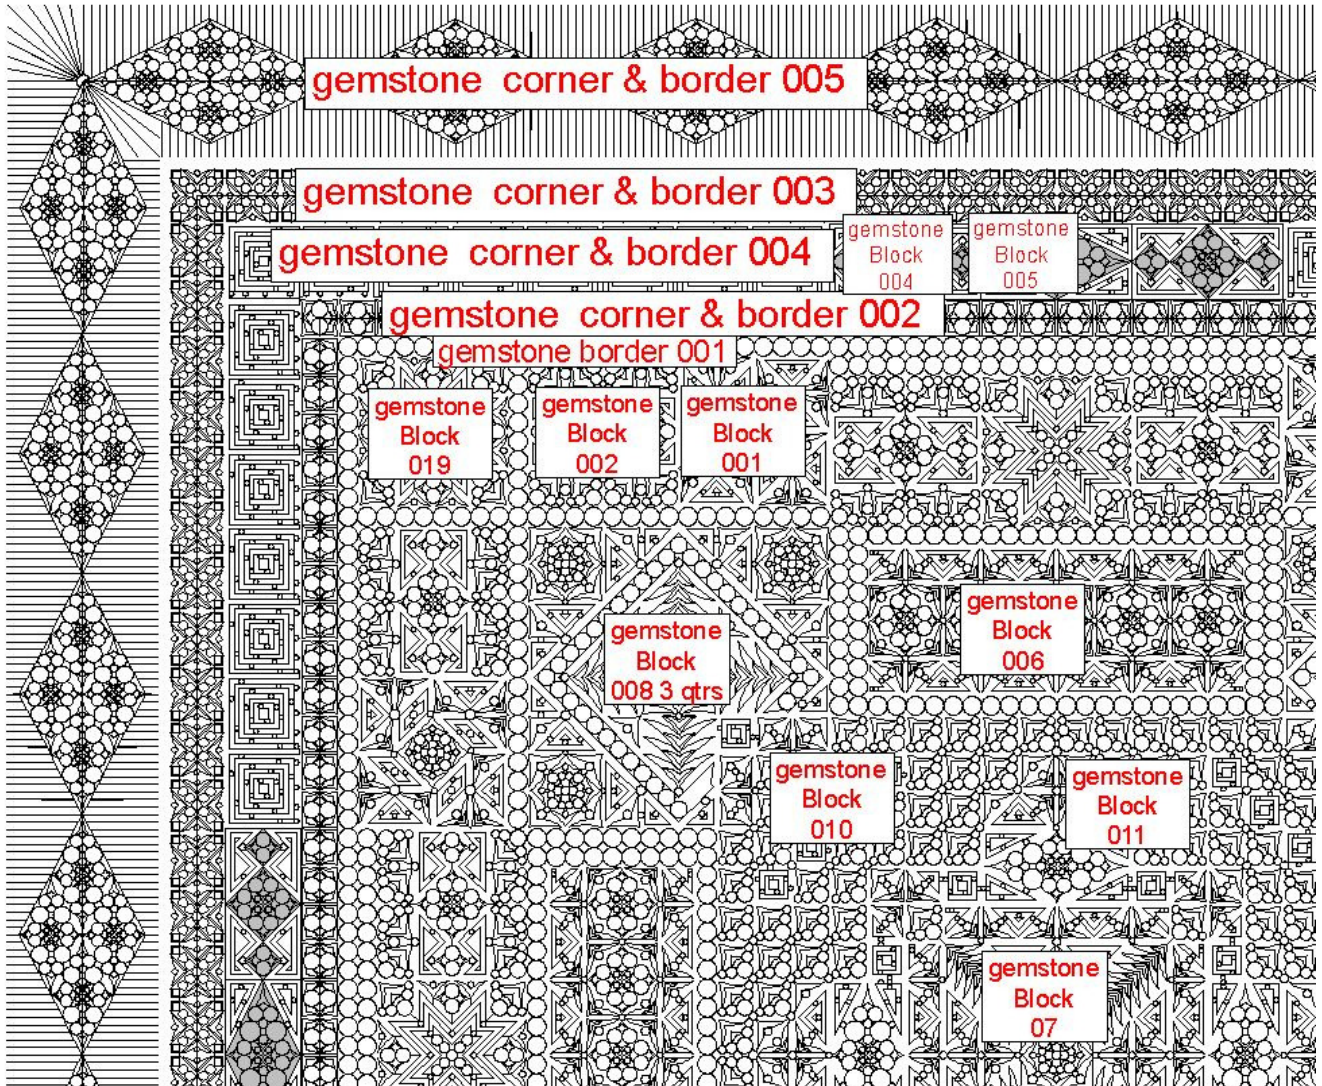 gemstone corner & border 005
gemstone corner & border 003
gemstone corner & border 004
gemstone
Block
004
gemstone
Block
005
gemstone corner & border 002
gemstone border 001
gemstone
Block
019
gemstone
Block
002
gemstone
Block
001
gemstone
Block
008 3 qtrs
gemstone
Block
006
gemstone
Block
010
gemstone
Block
011
gemstone
Block
07